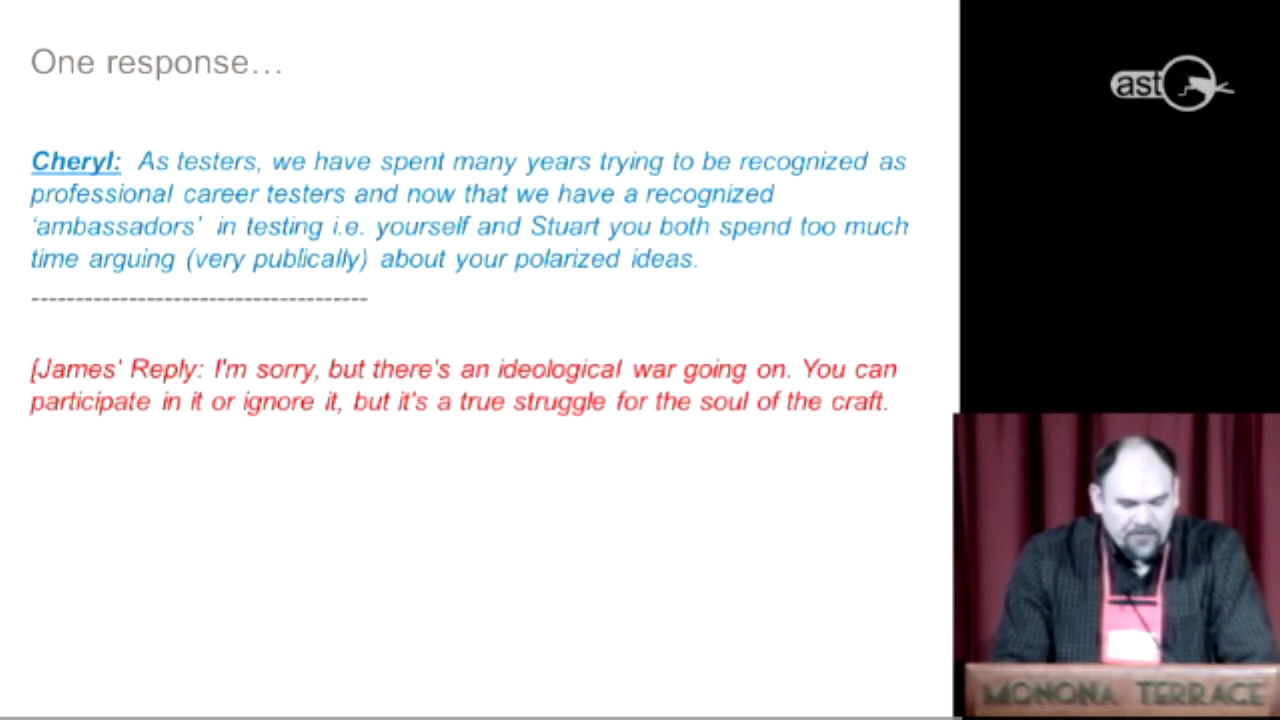 One response…
Cheryl: As testers, we have spent many years trying to be recognized as
professional career testers and now that we have a recognized
‘ambassadors’ in testing i.e. yourself and Stuart you both spend too much
time arguing (very publically) about your polarized ideas.
--------------------------------------
[James' Reply: I'm sorry, but there's an ideological war going on. You can
participate in it or ignore it, but it's a true struggle for the soul of the craft.
ast
MONONA TERRACE